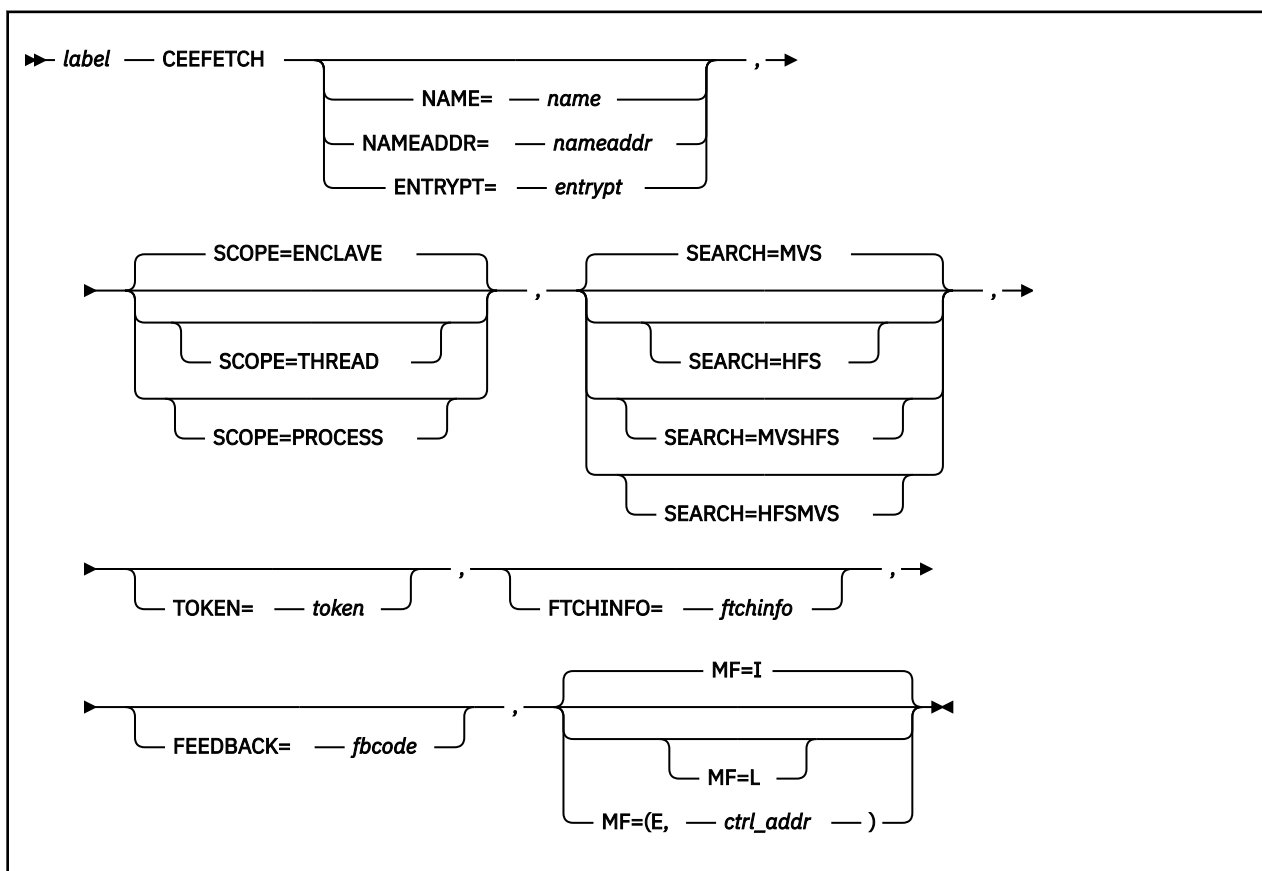 label CEEFETCH ,
NAME= name
NAMEADDR= nameaddr
ENTRYPT= entrypt
SCOPE=ENCLAVE SEARCH=MVS
, ,
SCOPE=THREAD SEARCH=HFS
SCOPE=PROCESS SEARCH=MVSHFS
SEARCH=HFSMVS
, ,
TOKEN= token FTCHINFO= ftchinfo
MF=I
,
FEEDBACK= fbcode
MF=L
MF=(E, ctrl_addr )